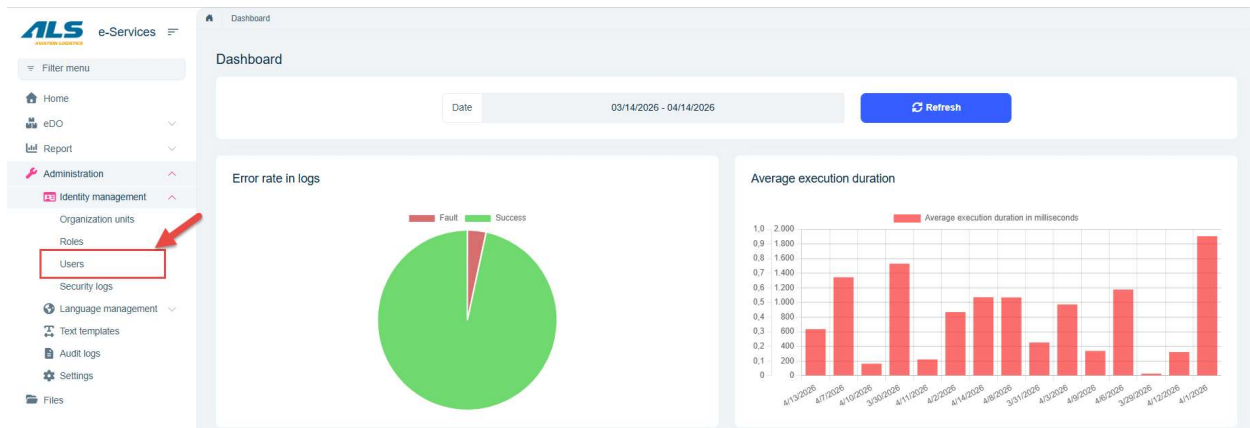 ALS
AVIATION LOGISTICS
e-Services
Filter menu
Home
eDO
Report
Administration
Identity management
Organization units
Roles
Users
Security logs
Language management
Text templates
Audit logs
Settings
Files
Dashboard
Dashboard
Date
03/14/2026 - 04/14/2026
Refresh
Error rate in logs
Fault
Success
Average execution duration
Average execution duration in milliseconds
1,0 2.000
0,9 1.800
0,8 1.600
0,7 1.400
0,6 1.200
0,5 1.000
0,4 800
0,3 600
0,2 400
0,1 200
0 0
4/13/2026
4/7/2026
4/10/2026
3/30/2026
4/11/2026
4/2/2026
4/14/2026
4/8/2026
3/31/2026
4/3/2026
4/9/2026
4/6/2026
3/29/2026
4/12/2026
4/1/2026